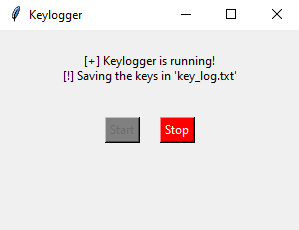 Keylogger
[+] Keylogger is running!
[!] Saving the keys in 'key_log.txt'
Start
Stop